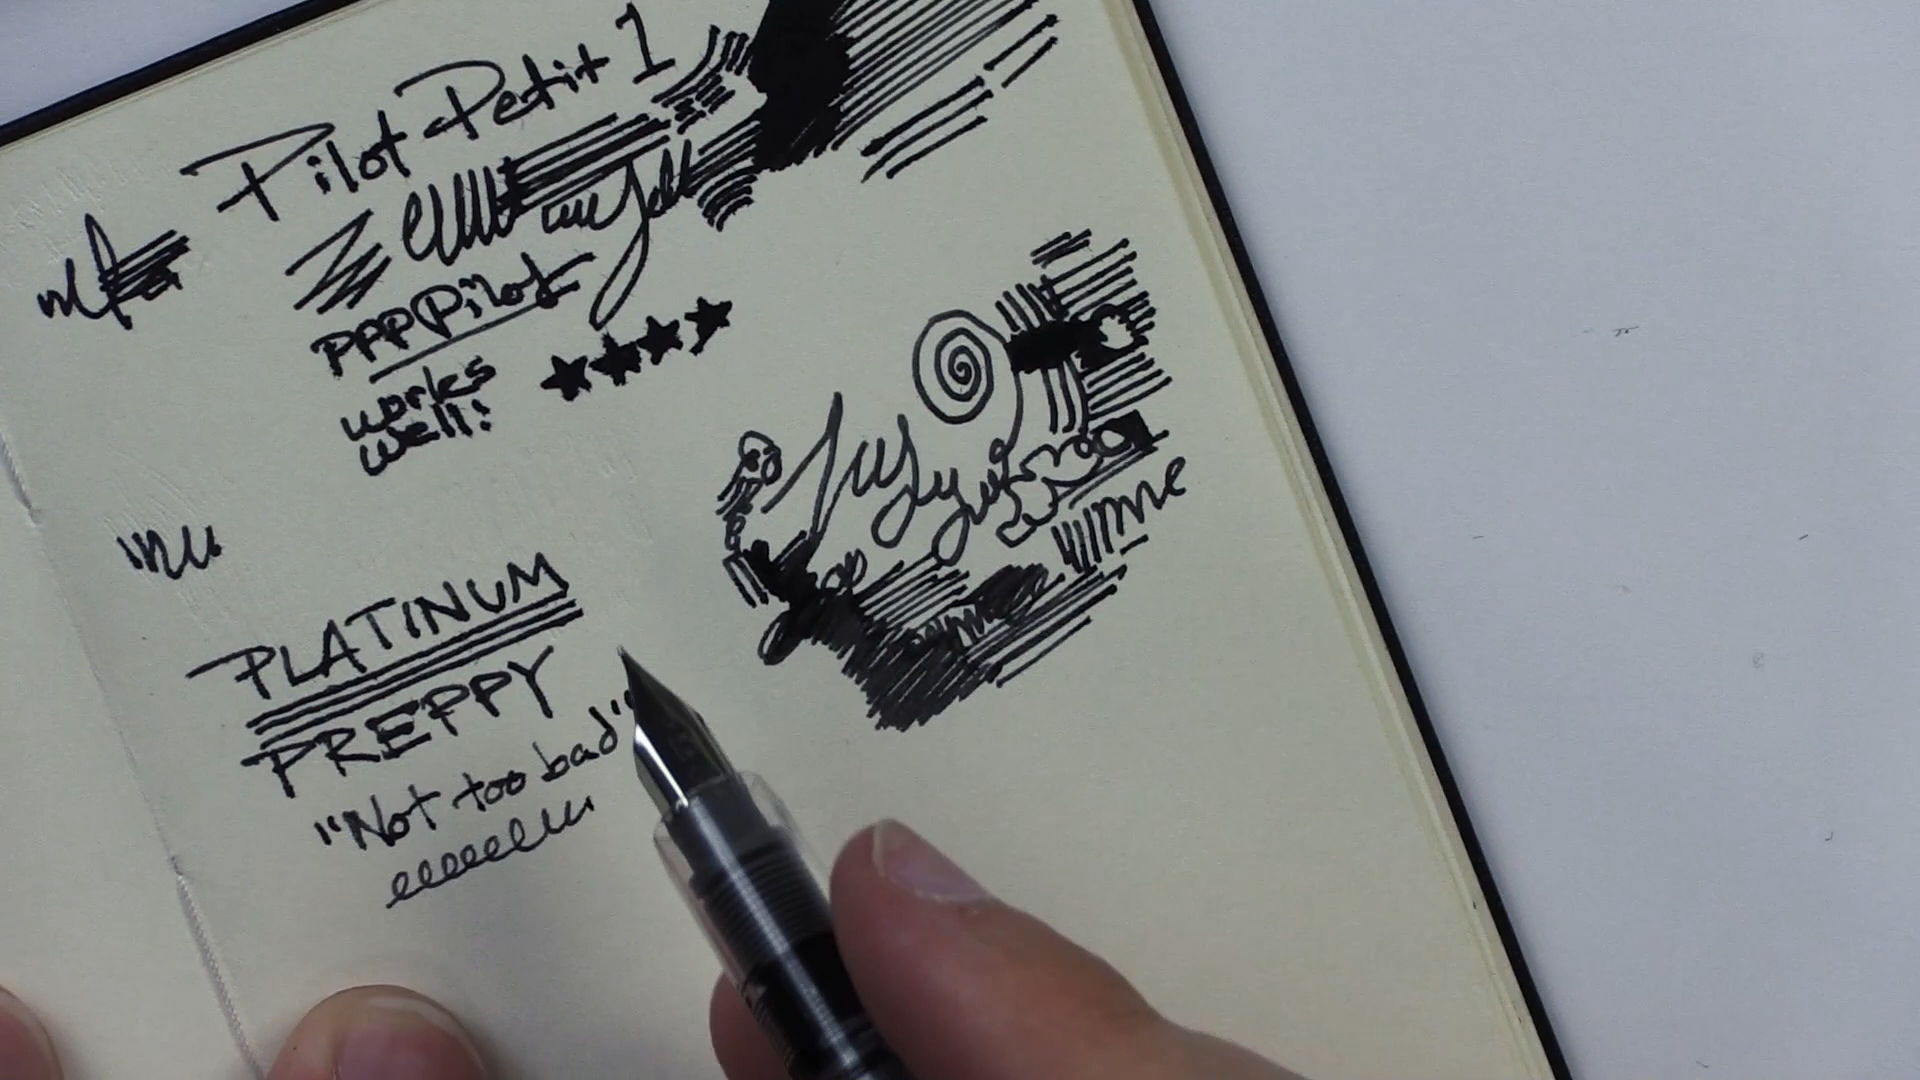 Pilot Petit 1
PPPPilot
works
well!
PLATINUM
PREPPY
"Not too bad"